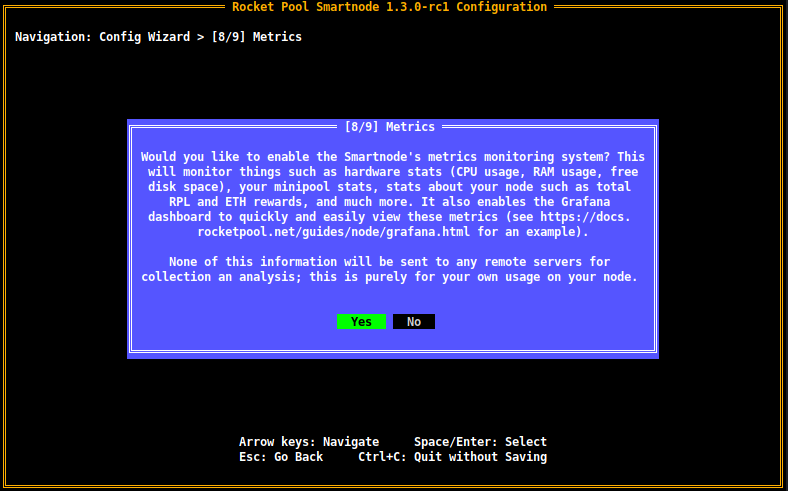 Rocket Pool Smartnode 1.3.0-rc1 Configuration
Navigation: Config Wizard > [8/9] Metrics
[8/9] Metrics
Would you like to enable the Smartnode's metrics monitoring system? This
will monitor things such as hardware stats (CPU usage, RAM usage, free
disk space), your minipool stats, stats about your node such as total
RPL and ETH rewards, and much more. It also enables the Grafana
dashboard to quickly and easily view these metrics (see https://docs.
rocketpool.net/guides/node/grafana.html for an example).
None of this information will be sent to any remote servers for
collection an analysis; this is purely for your own usage on your node.
Yes No
Arrow keys: Navigate Space/Enter: Select
Esc: Go Back Ctrl+C: Quit without Saving